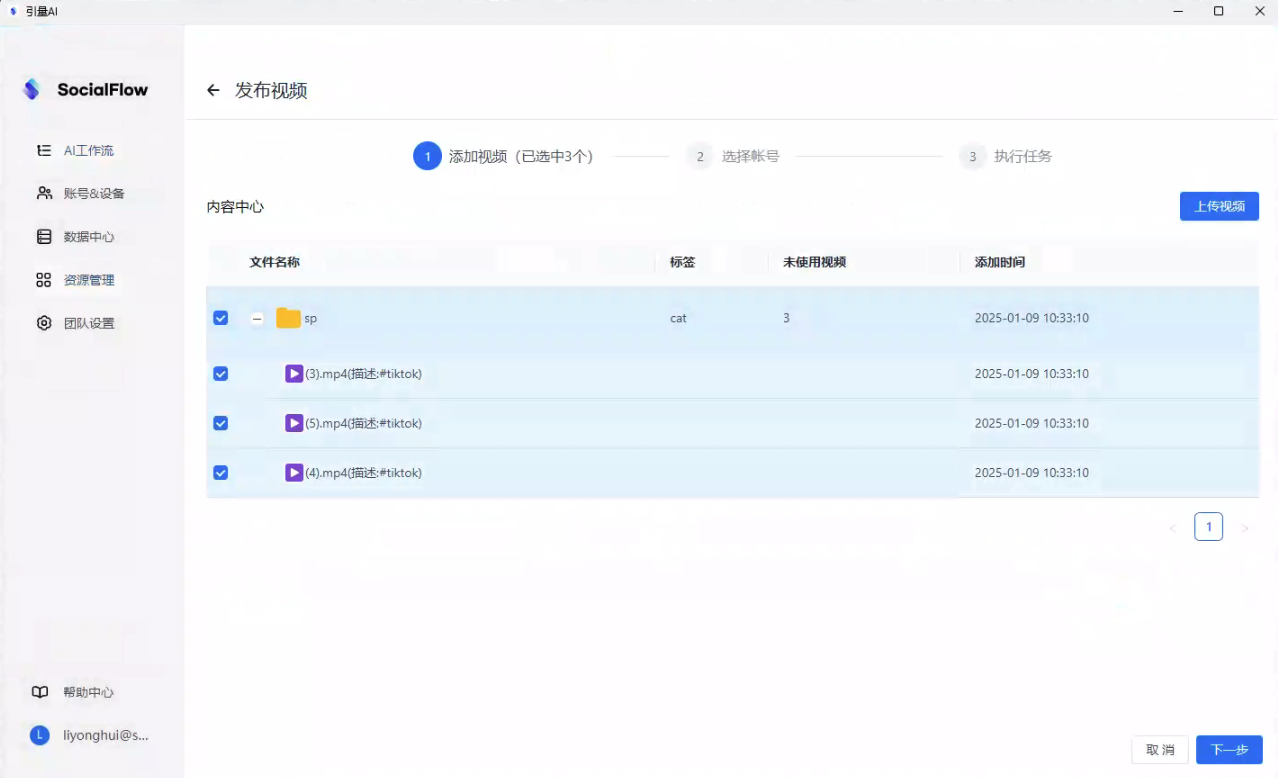 引量AI
SocialFlow
AI工作流
账号&设备
数据中心
资源管理
团队设置
帮助中心
L
liyonghui@s...
发布视频
1 添加视频（已选中3个） 2 选择帐号 3 执行任务
内容中心
上传视频
文件名称 标签 未使用视频 添加时间
sp cat 3 2025-01-09 10:33:10
(3).mp4(描述:#tiktok) 2025-01-09 10:33:10
(5).mp4(描述:#tiktok) 2025-01-09 10:33:10
(4).mp4(描述:#tiktok) 2025-01-09 10:33:10
< 1 >
取 消 下一步